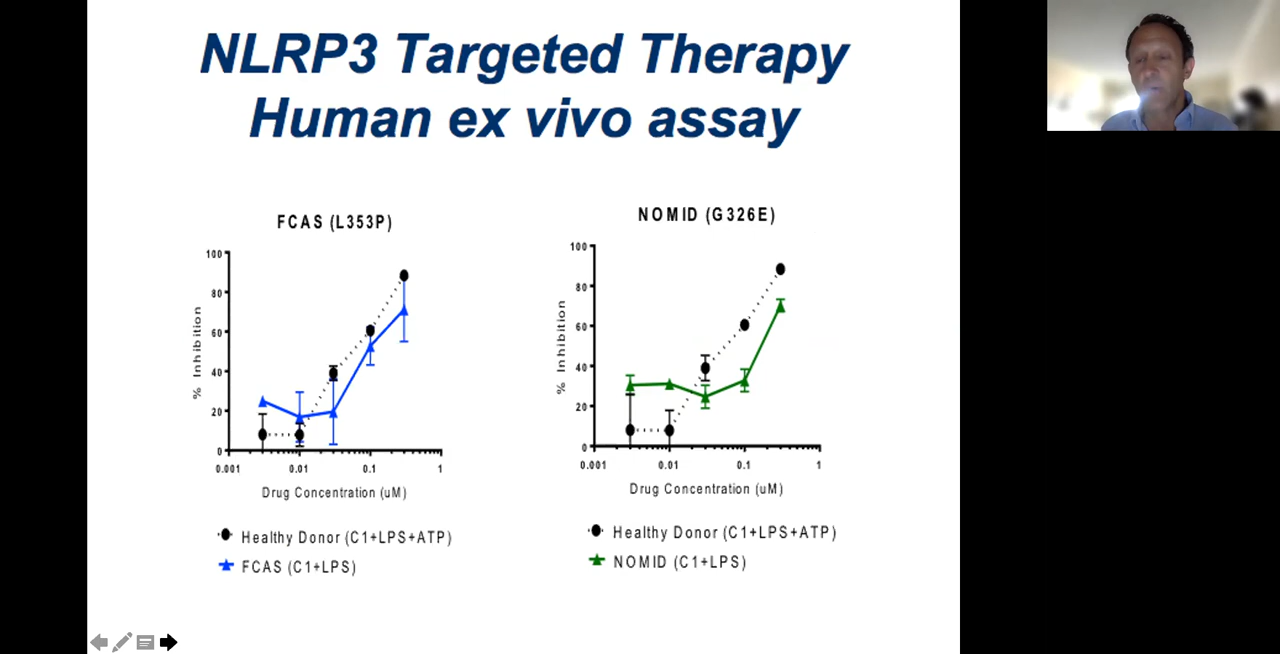 NLRP3 Targeted Therapy
Human ex vivo assay
FCAS (L353P)
% Inhibition
100
80
60
40
20
0
0.001
0.01
0.1
1
Drug Concentration (uM)
Healthy Donor (C1+LPS+ATP)
FCAS (C1+LPS)
NOMID (G326E)
% Inhibition
100
80
60
40
20
0
0.001
0.01
0.1
1
Drug Concentration (uM)
Healthy Donor (C1+LPS+ATP)
NOMID (C1+LPS)